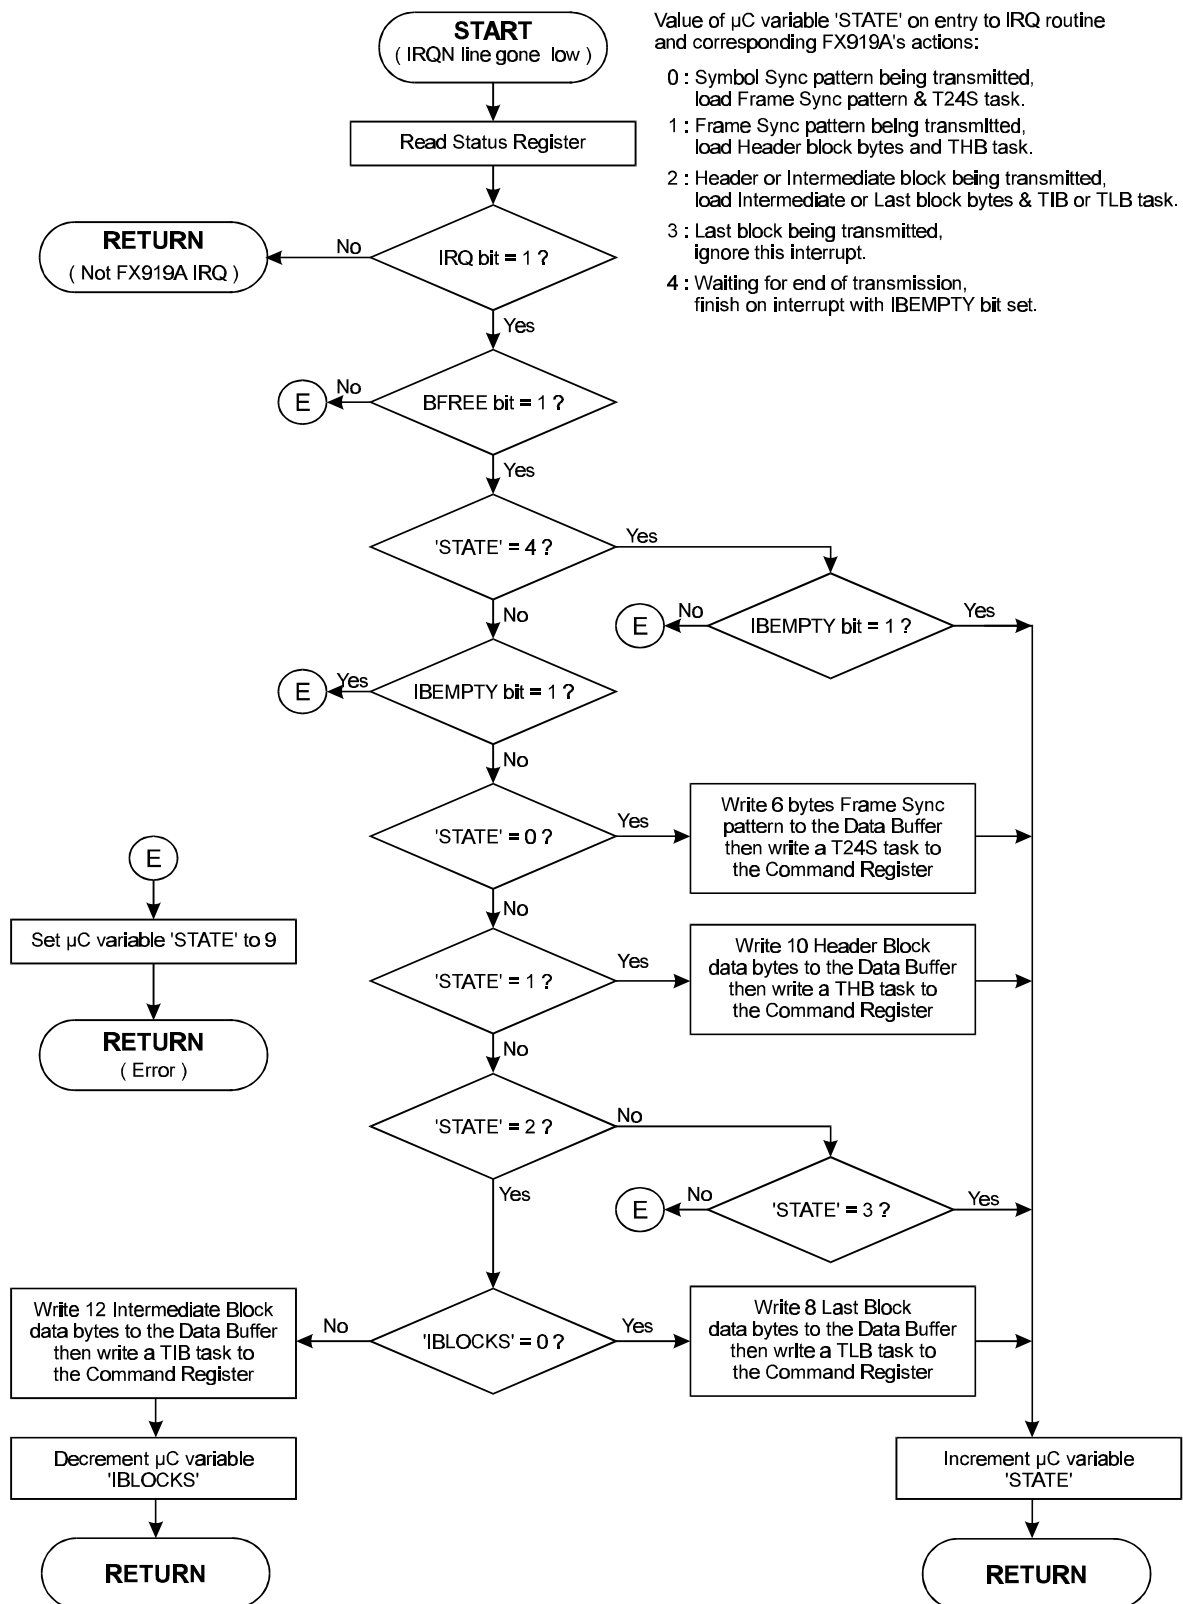 START
( IRQN line gone low )
Value of µC variable 'STATE' on entry to IRQ routine
and corresponding FX919A's actions:
0 : Symbol Sync pattern being transmitted,
load Frame Sync pattern & T24S task.
1 : Frame Sync pattern being transmitted,
load Header block bytes and THB task.
2 : Header or Intermediate block being transmitted,
load Intermediate or Last block bytes & TIB or TLB task.
3 : Last block being transmitted,
ignore this interrupt.
4 : Waiting for end of transmission,
finish on interrupt with IBEMPTY bit set.
Read Status Register
RETURN
( Not FX919A IRQ )
No
IRQ bit = 1 ?
Yes
E
No
BFREE bit = 1 ?
Yes
'STATE' = 4 ?
Yes
No
E
No
IBEMPTY bit = 1 ?
Yes
E
Yes
IBEMPTY bit = 1 ?
No
'STATE' = 0 ?
Yes
Write 6 bytes Frame Sync
pattern to the Data Buffer
then write a T24S task to
the Command Register
No
E
Set µC variable 'STATE' to 9
RETURN
( Error )
'STATE' = 1 ?
Yes
Write 10 Header Block
data bytes to the Data Buffer
then write a THB task to
the Command Register
No
'STATE' = 2 ?
No
Yes
E
No
'STATE' = 3 ?
Yes
Write 12 Intermediate Block
data bytes to the Data Buffer
then write a TIB task to
the Command Register
No
'IBLOCKS' = 0 ?
Yes
Write 8 Last Block
data bytes to the Data Buffer
then write a TLB task to
the Command Register
Decrement µC variable
'IBLOCKS'
Increment µC variable
'STATE'
RETURN
RETURN